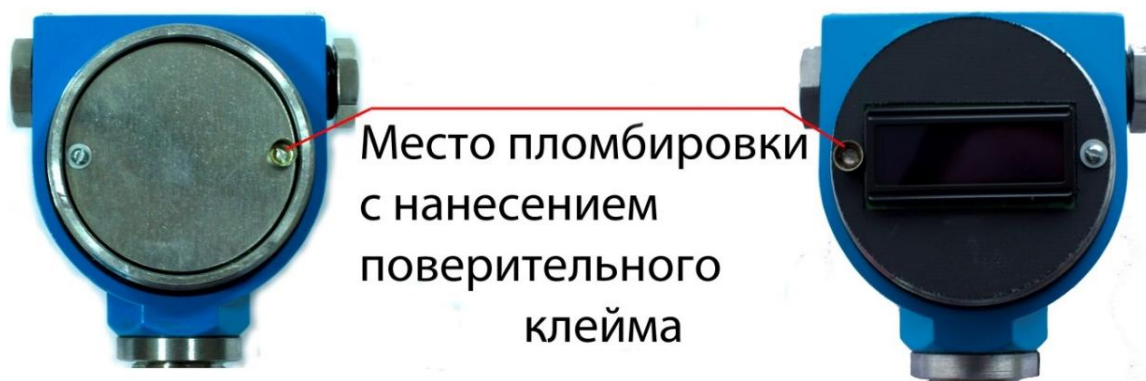 Место пломбировки
с нанесением
поверительного
клейма